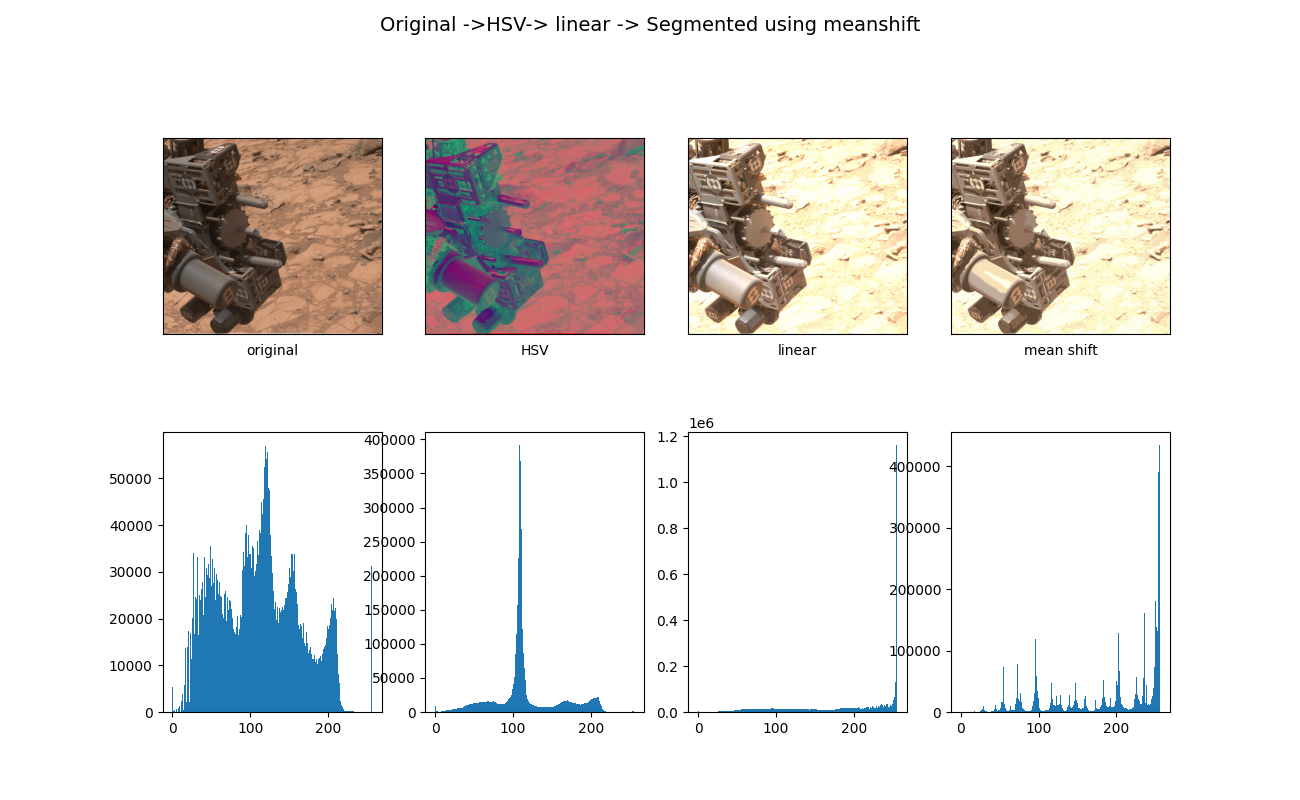 Original ->HSV-> linear -> Segmented using meanshift
original
HSV
linear
mean shift
50000
40000
30000
20000
10000
0
0 100 200
400000
350000
300000
250000
200000
150000
100000
50000
0
0 100 200
1e6
1.2
1.0
0.8
0.6
0.4
0.2
0.0
0 100 200
400000
300000
200000
100000
0
0 100 200